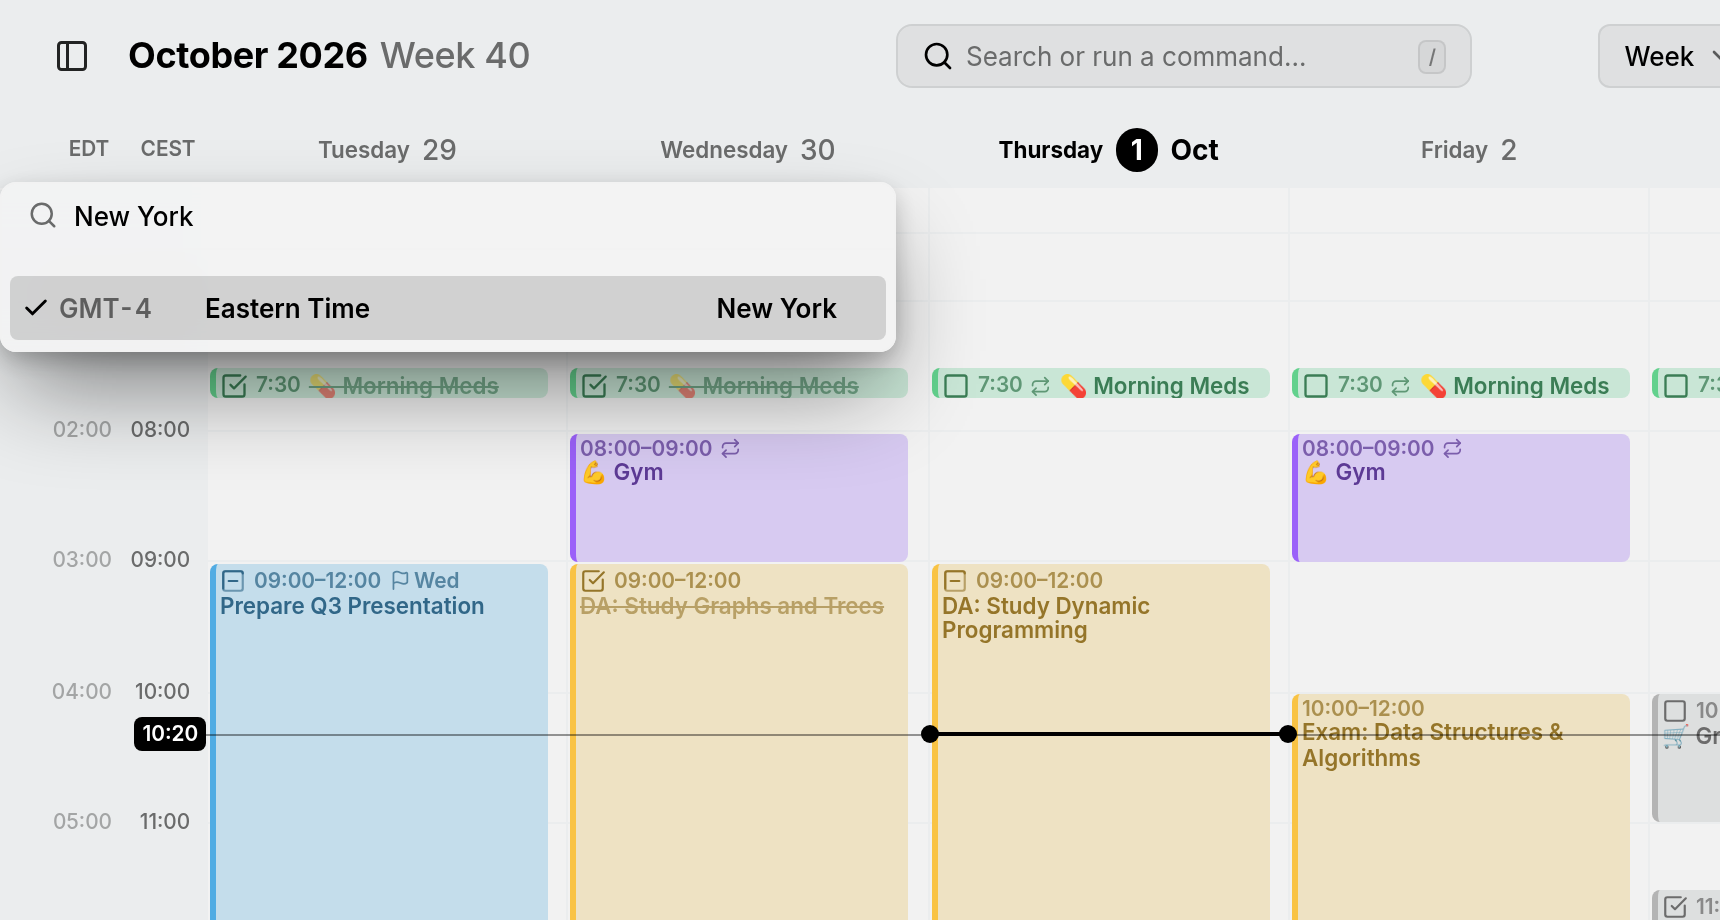 October 2026 Week 40
Search or run a command... /
Week
EDT CEST Tuesday 29 Wednesday 30 Thursday 1 Oct Friday 2
New York
GMT-4 Eastern Time New York
7:30 Morning Meds
7:30 Morning Meds
7:30 Morning Meds
7:30 Morning Meds
02:00 08:00
08:00–09:00
Gym
08:00–09:00
Gym
03:00 09:00
09:00–12:00 Wed
Prepare Q3 Presentation
09:00–12:00
DA: Study Graphs and Trees
09:00–12:00
DA: Study Dynamic
Programming
04:00 10:00
10:00–12:00
Exam: Data Structures &
Algorithms
10:20
05:00 11:00